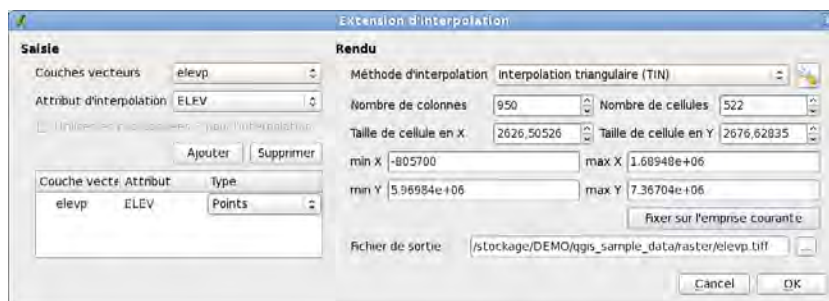 Extension d'interpolation
Saisie
Couches vecteurs elevp
Attribut d'interpolation ELEV
l'interpolation
Ajouter Supprimer
Couche vecte Attribut Type
elevp ELEV Points
Rendu
Méthode d'interpolation Interpolation triangulaire (TIN)
Nombre de colonnes 950 Nombre de cellules 522
Taille de cellule en X 2626,50526 Taille de cellule en Y 2676,62835
min X -805700 max X 1.68948e+06
min Y 5.96984e+06 max Y 7.36704e+06
Fixer sur l'emprise courante
Fichier de sortie /stockage/DEMO/qgis_sample_data/raster/elevp.tiff ...
Cancel OK